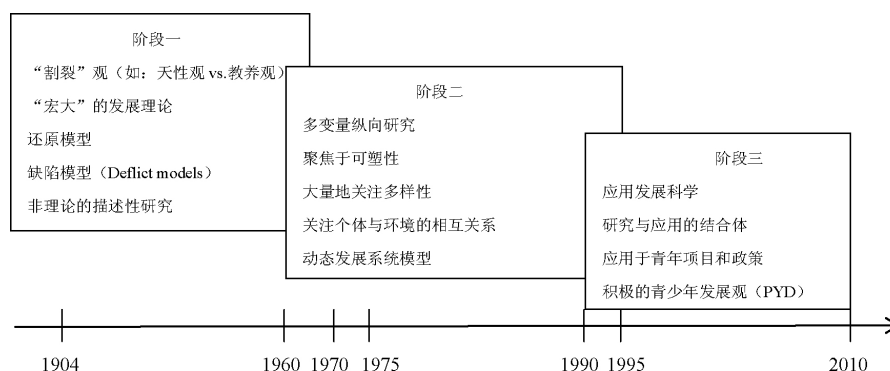 阶段一
“割裂”观（如：天性观 vs.教养观）
“宏大”的发展理论
还原模型
缺陷模型（Deflict models）
非理论的描述性研究
阶段二
多变量纵向研究
聚焦于可塑性
大量地关注多样性
关注个体与环境的相互关系
动态发展系统模型
阶段三
应用发展科学
研究与应用的结合体
应用于青年项目和政策
积极的青少年发展观（PYD）
1904 1960 1970 1975 1990 1995 2010